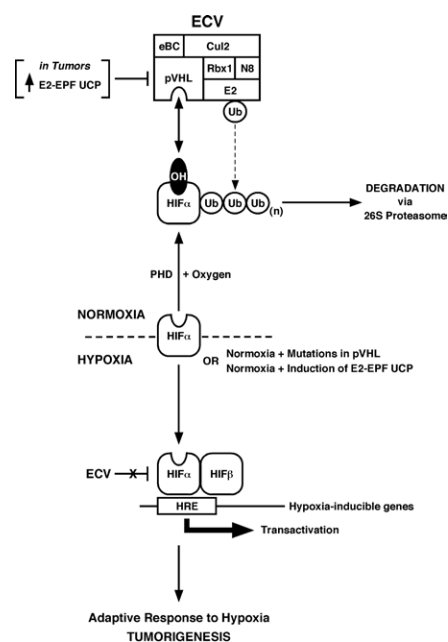 ECV
eBC
Cul2
in Tumors
E2-EPF UCP
pVHL
Rbx1
N8
E2
Ub
OH
HIFα
Ub
Ub
Ub
(n)
DEGRADATION
via
26S Proteasome
PHD
+ Oxygen
NORMOXIA
HIFα
HYPOXIA
OR
Normoxia + Mutations in pVHL
Normoxia + Induction of E2-EPF UCP
ECV
X
HIFα
HIFβ
HRE
Hypoxia-inducible genes
Transactivation
Adaptive Response to Hypoxia
TUMORIGENESIS